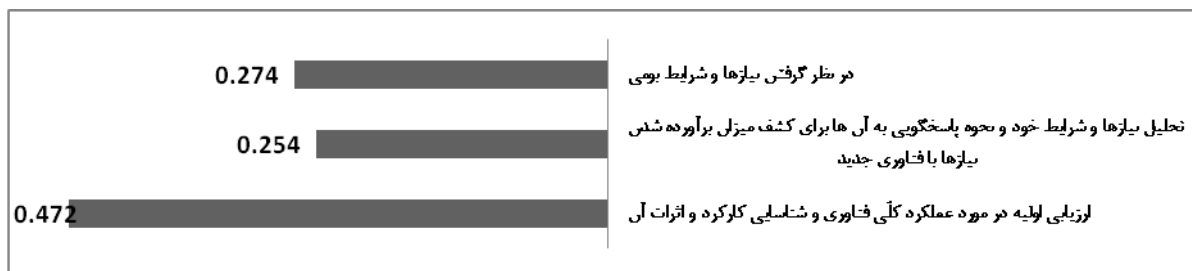 در نظر گرفتن نیازها و شرایط بومی
0.274
تحلیل نیازها و شرایط خود و نحوه پاسخگویی به آن ها برای کشف میزان برآورده شدن
نیازها با فناوری جدید
0.254
ارزیابی اولیه در مورد عملکرد کلّی فناوری و شناسایی کارکرد و اثرات آن
0.472